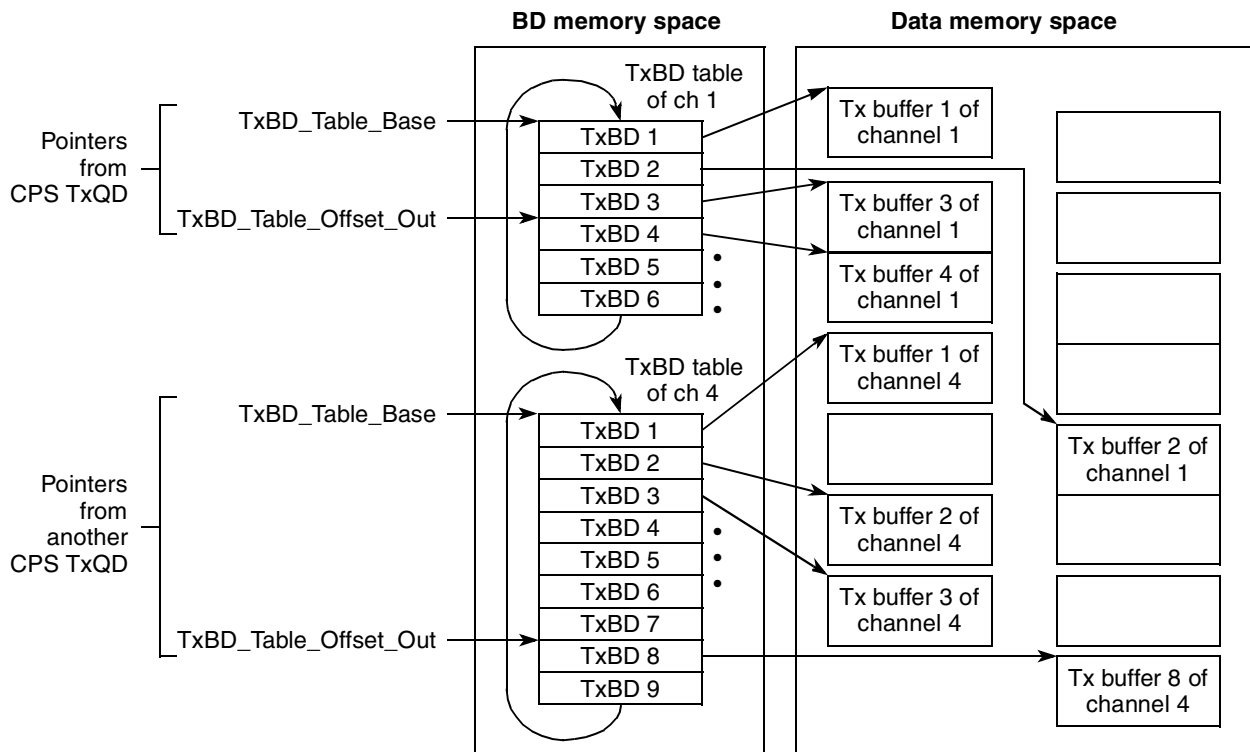 BD memory space
Data memory space
Pointers
from
CPS TxQD
TxBD_Table_Base
TxBD_Table_Offset_Out
TxBD table
of ch 1
TxBD 1
TxBD 2
TxBD 3
TxBD 4
TxBD 5
TxBD 6
Tx buffer 1 of
channel 1
Tx buffer 3 of
channel 1
Tx buffer 4 of
channel 1
Pointers
from
another
CPS TxQD
TxBD_Table_Base
TxBD_Table_Offset_Out
TxBD table
of ch 4
TxBD 1
TxBD 2
TxBD 3
TxBD 4
TxBD 5
TxBD 6
TxBD 7
TxBD 8
TxBD 9
Tx buffer 1 of
channel 4
Tx buffer 2 of
channel 4
Tx buffer 3 of
channel 4
Tx buffer 2 of
channel 1
Tx buffer 8 of
channel 4